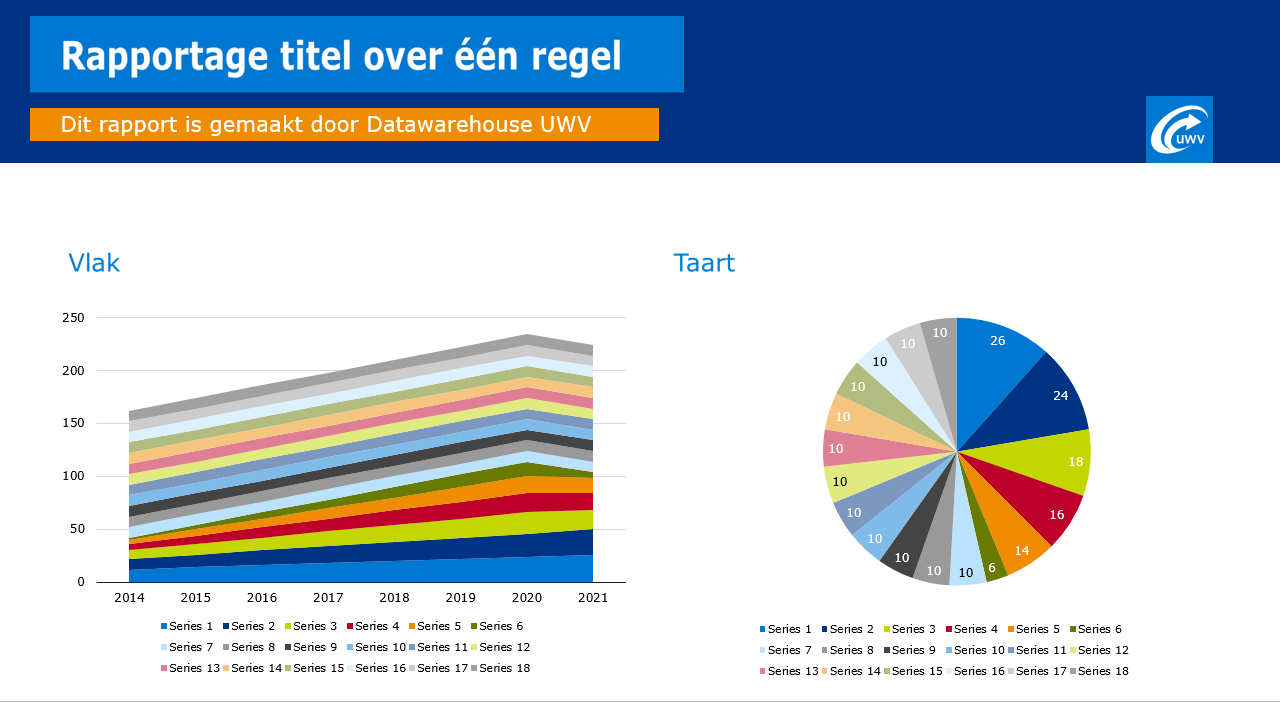 Rapportage titel over één regel
Dit rapport is gemaakt door Datawarehouse UWV
uwv
Vlak
250
200
150
100
50
0
2014 2015 2016 2017 2018 2019 2020 2021
Series 1 Series 2 Series 3 Series 4 Series 5 Series 6
Series 7 Series 8 Series 9 Series 10 Series 11 Series 12
Series 13 Series 14 Series 15 Series 16 Series 17 Series 18
Taart
26
24
18
16
14
6
10
10
10
10
10
10
10
10
10
10
10
10
Series 1 Series 2 Series 3 Series 4 Series 5 Series 6
Series 7 Series 8 Series 9 Series 10 Series 11 Series 12
Series 13 Series 14 Series 15 Series 16 Series 17 Series 18